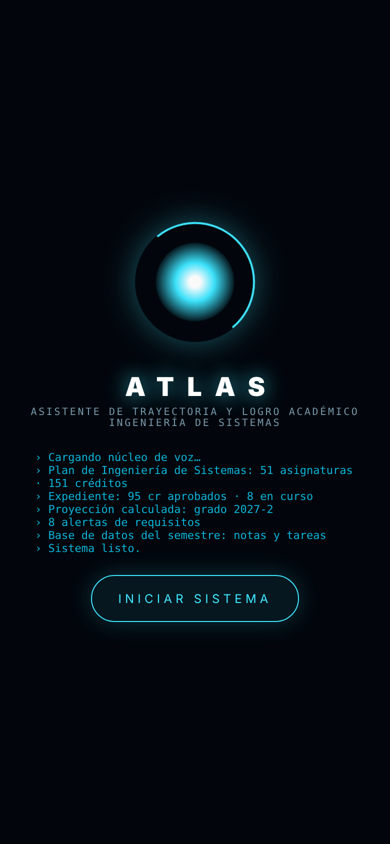 ATLAS
ASISTENTE DE TRAYECTORIA Y LOGRO ACADÉMICO
INGENIERÍA DE SISTEMAS
› Cargando núcleo de voz…
› Plan de Ingeniería de Sistemas: 51 asignaturas
· 151 créditos
› Expediente: 95 cr aprobados · 8 en curso
› Proyección calculada: grado 2027-2
› 8 alertas de requisitos
› Base de datos del semestre: notas y tareas
› Sistema listo.
INICIAR SISTEMA